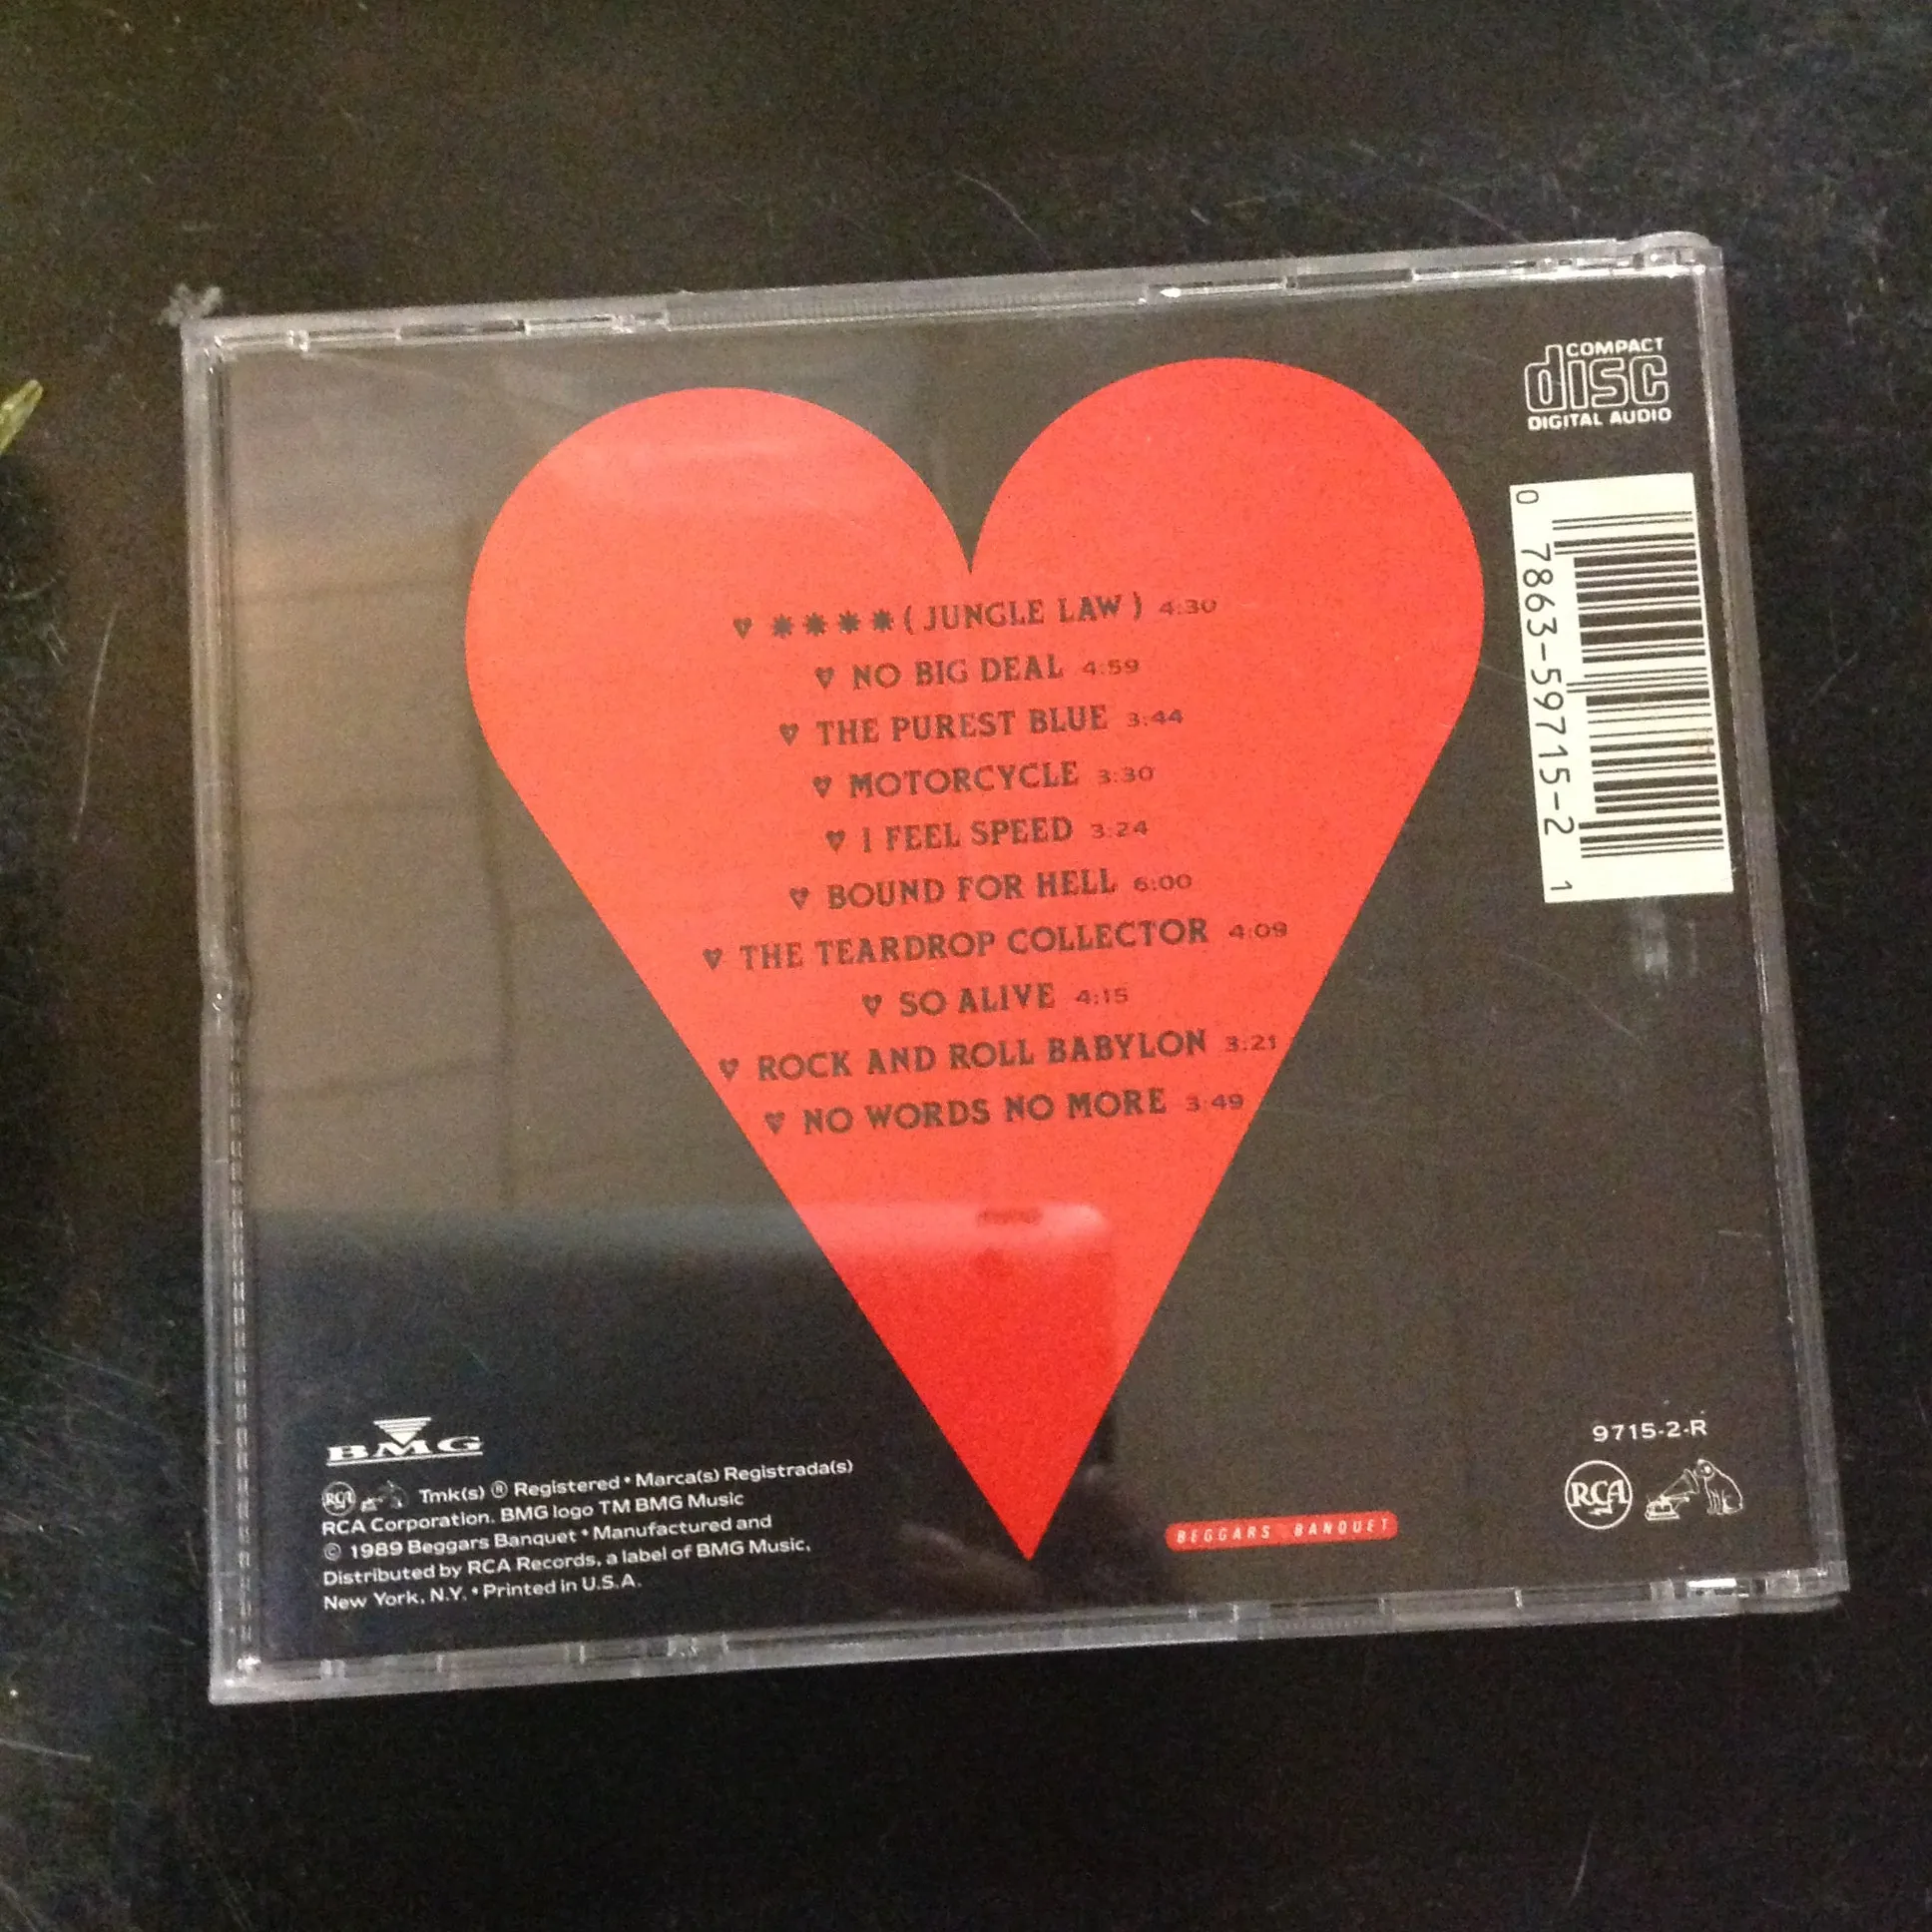 COMPACT
disc
DIGITAL AUDIO
0 7863-59715-2 1
♥ ****(JUNGLE LAW) 4:30
♥ NO BIG DEAL 4:59
♥ THE PUREST BLUE 3:44
♥ MOTORCYCLE 3:30
♥ I FEEL SPEED 3:24
♥ BOUND FOR HELL 6:00
♥ THE TEARDROP COLLECTOR 4:09
♥ SO ALIVE 4:15
♥ ROCK AND ROLL BABYLON 3:21
♥ NO WORDS NO MORE 3:49
BMG
RCA Tmk(s) ® Registered • Marca(s) Registrada(s)
RCA Corporation. BMG logo TM BMG Music
© 1989 Beggars Banquet • Manufactured and
Distributed by RCA Records, a label of BMG Music,
New York, N.Y. • Printed in U.S.A.
BEGGARS BANQUET
9715-2-R
RCA